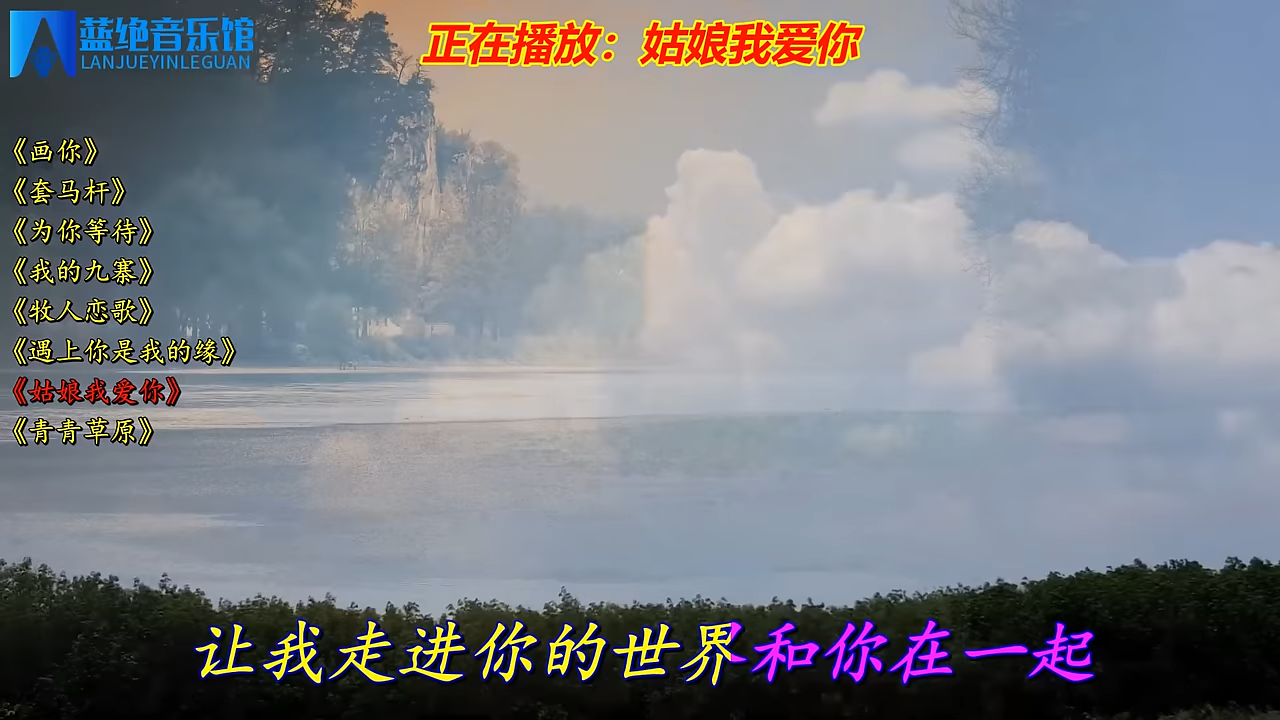 蓝绝音乐馆
LANJUEYINLEGUAN
正在播放：姑娘我爱你
《画你》
《套马杆》
《为你等待》
《我的九寨》
《牧人恋歌》
《遇上你是我的缘》
《姑娘我爱你》
《青青草原》
让我走进你的世界和你在一起